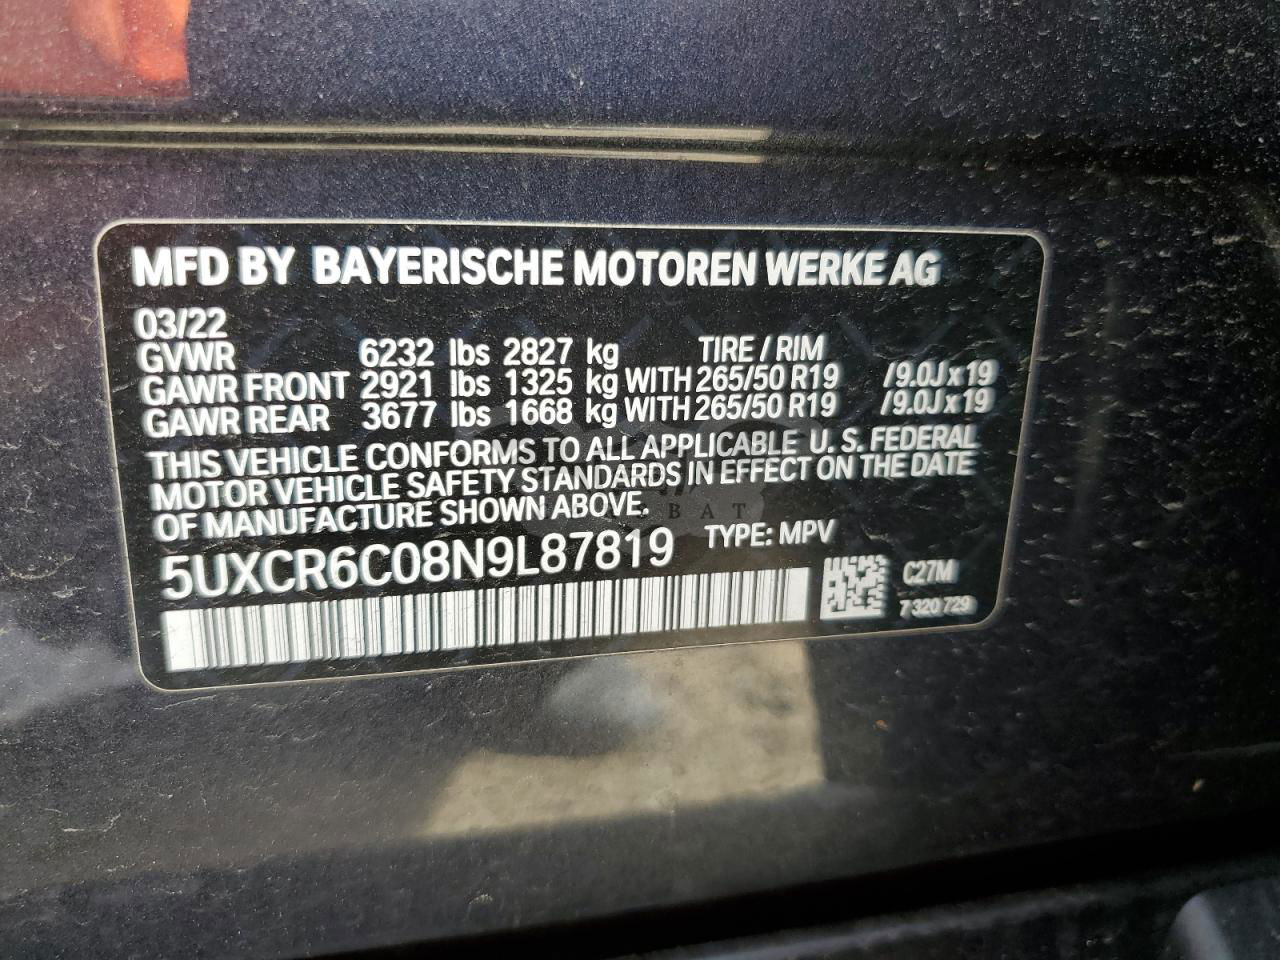 MFD BY BAYERISCHE MOTOREN WERKE AG
03/22
GVWR 6232 lbs 2827 kg TIRE / RIM
GAWR FRONT 2921 lbs 1325 kg WITH 265/50 R19 /9.0J x 19
GAWR REAR 3677 lbs 1668 kg WITH 265/50 R19 /9.0J x 19
THIS VEHICLE CONFORMS TO ALL APPLICABLE U.S. FEDERAL
MOTOR VEHICLE SAFETY STANDARDS IN EFFECT ON THE DATE
OF MANUFACTURE SHOWN ABOVE.
5UXCR6C08N9L87819 TYPE: MPV
C27M
7 320 729